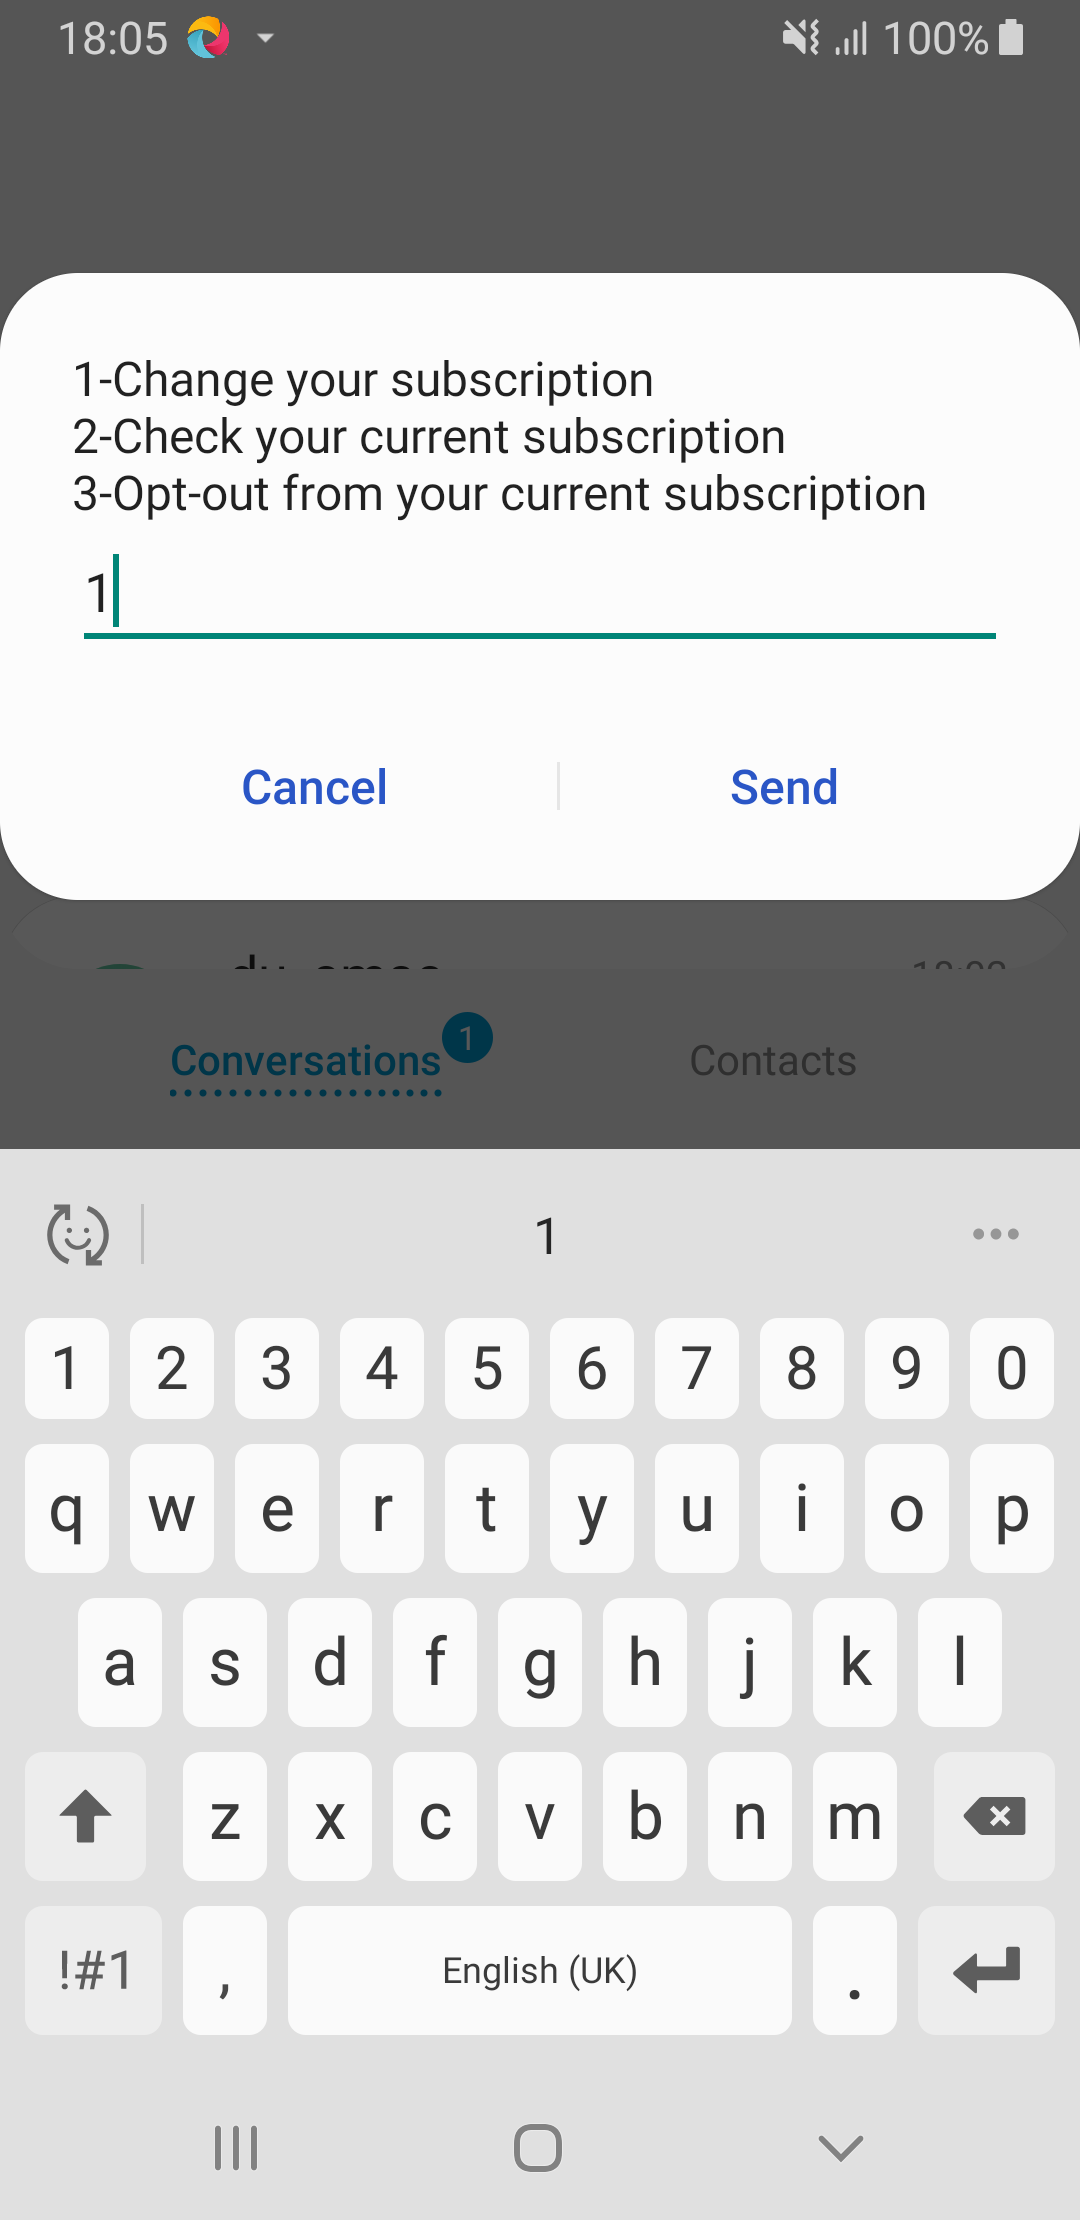 18:05 100%
1-Change your subscription
2-Check your current subscription
3-Opt-out from your current subscription
1
Cancel Send
Conversations 1 Contacts
1
1 2 3 4 5 6 7 8 9 0
q w e r t y u i o p
a s d f g h j k l
z x c v b n m
!#1 , English (UK) .